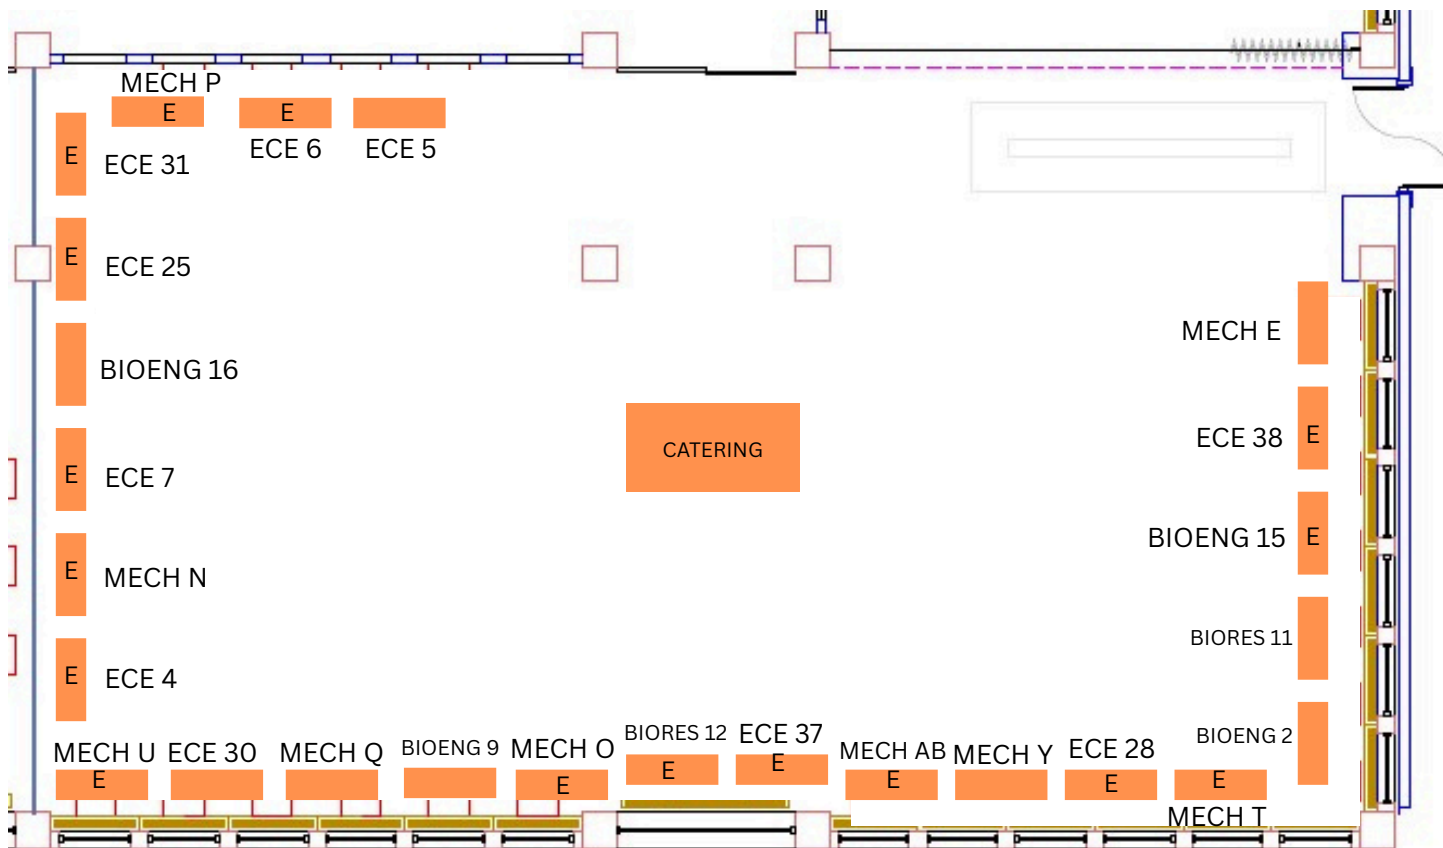 MECH P
E
E
ECE 6
ECE 5
E
ECE 31
E
ECE 25
BIOENG 16
E
ECE 7
E
MECH N
E
ECE 4
CATERING
MECH E
ECE 38
E
BIOENG 15
E
BIORES 11
BIOENG 2
MECH U
E
ECE 30
MECH Q
BIOENG 9
MECH O
E
BIORES 12
E
ECE 37
E
MECH AB
E
MECH Y
ECE 28
E
E
MECH T